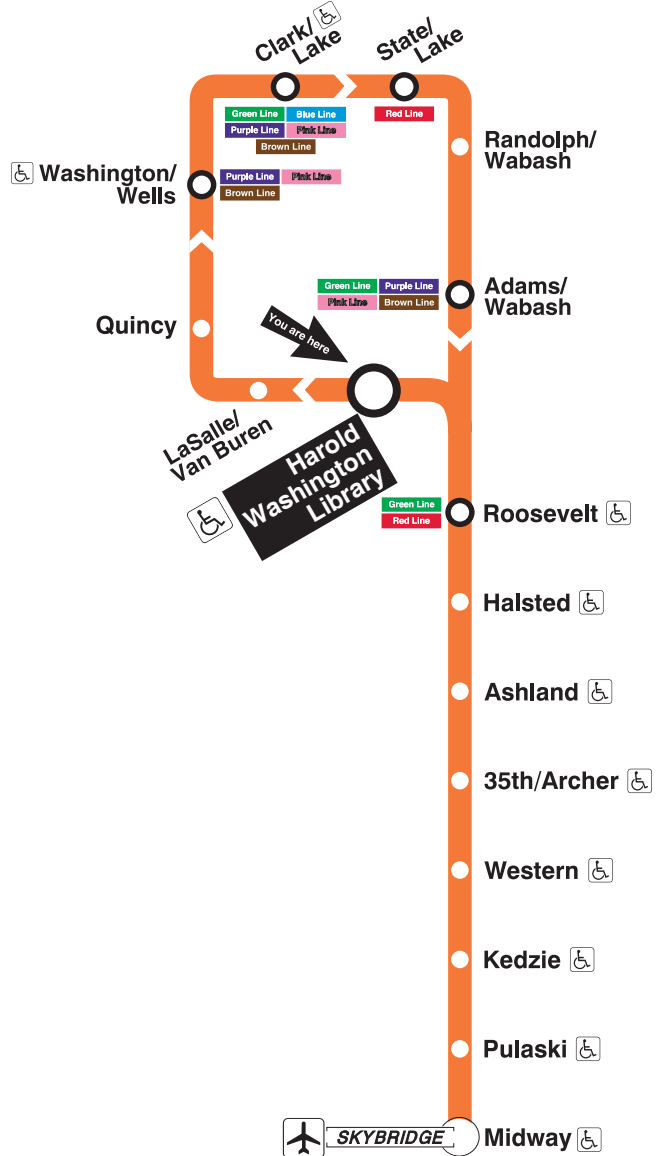 Clark/
Lake
State/
Lake
Green Line
Blue Line
Purple Line
Pink Line
Brown Line
Red Line
Randolph/
Wabash
Washington/
Wells
Purple Line
Pink Line
Brown Line
Green Line
Purple Line
Pink Line
Brown Line
Adams/
Wabash
Quincy
You are here
LaSalle/
Van Buren
Harold
Washington
Library
Green Line
Red Line
Roosevelt
Halsted
Ashland
35th/Archer
Western
Kedzie
Pulaski
SKYBRIDGE
Midway